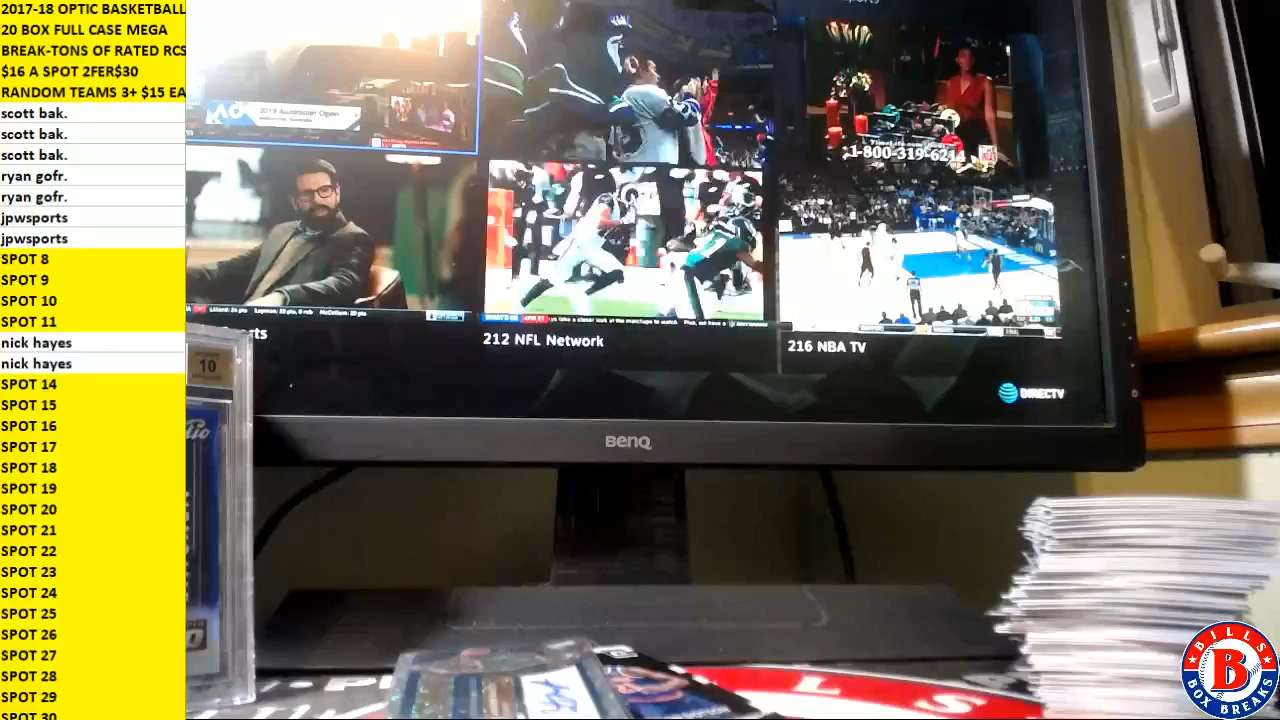 2017-18 OPTIC BASKETBALL
20 BOX FULL CASE MEGA
BREAK-TONS OF RATED RCS
$16 A SPOT 2FER$30
RANDOM TEAMS 3+ $15 EA
scott bak.
scott bak.
scott bak.
ryan gofr.
ryan gofr.
jpwsports
jpwsports
SPOT 8
SPOT 9
SPOT 10
SPOT 11
nick hayes
nick hayes
SPOT 14
SPOT 15
SPOT 16
SPOT 17
SPOT 18
SPOT 19
SPOT 20
SPOT 21
SPOT 22
SPOT 23
SPOT 24
SPOT 25
SPOT 26
SPOT 27
SPOT 28
SPOT 29
SPOT 30
AO
2019 Australian Open
TimeLife.com
1-800-319-6214
212 NFL Network
216 NBA TV
DIRECTV
BenQ
10
BILLS
B
BOX BREAKS